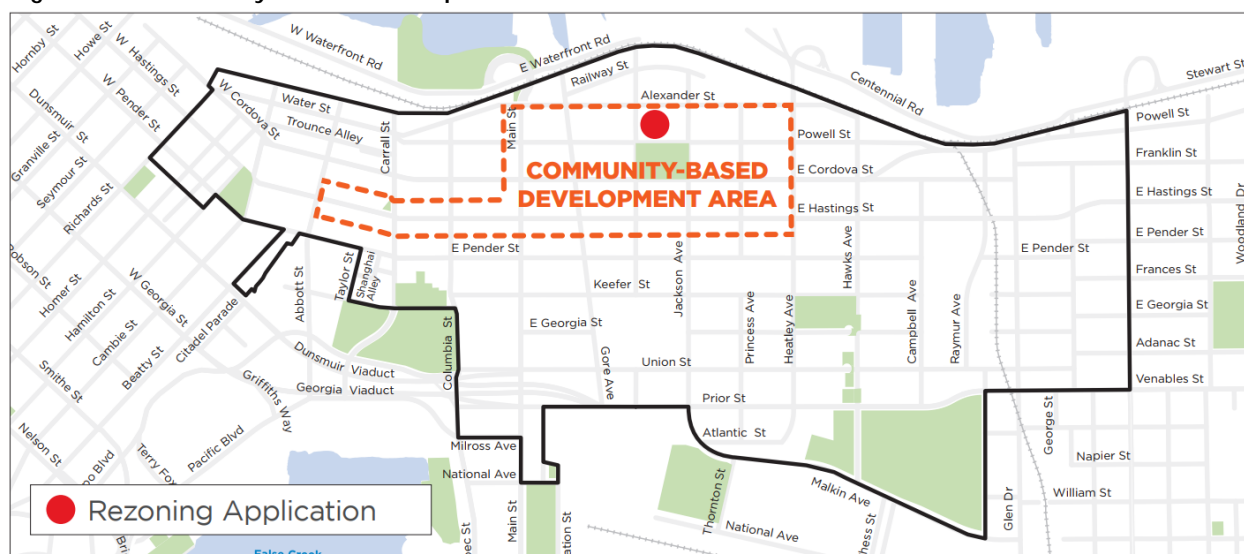 Hornby St
Howe St
W Hastings St
W Pender St
Dunsmuir St
Granville St
Seymour St
Richards St
W Cordova St
Water St
Trounce Alley
W Waterfront Rd
E Waterfront Rd
Railway St
Alexander St
Centennial Rd
Stewart St
Main St
Carrall St
Powell St
Powell St
Franklin St
COMMUNITY-BASED
DEVELOPMENT AREA
E Cordova St
E Hastings St
E Hastings St
E Pender St
E Pender St
E Pender St
Woodland Dr
Frances St
Keefer St
Jackson Ave
Hawks Ave
E Georgia St
E Georgia St
Princess Ave
Heatley Ave
Campbell Ave
Raymur Ave
Adanac St
Union St
Gore Ave
Venables St
Prior St
Atlantic St
Robson St
Homer St
Hamilton St
Cambie St
Beatty St
W Georgia St
Citadel Parade
Abbott St
Taylor St
Shanghai
Alley
Columbia St
Dunsmuir Viaduct
Georgia Viaduct
Griffiths Way
Smithe St
Nelson St
Terry Fox
Pacific Blvd
Milross Ave
National Ave
Main St
Thornton St
National Ave
Malkin Ave
Glen Dr
George St
Napier St
William St
Rezoning Application